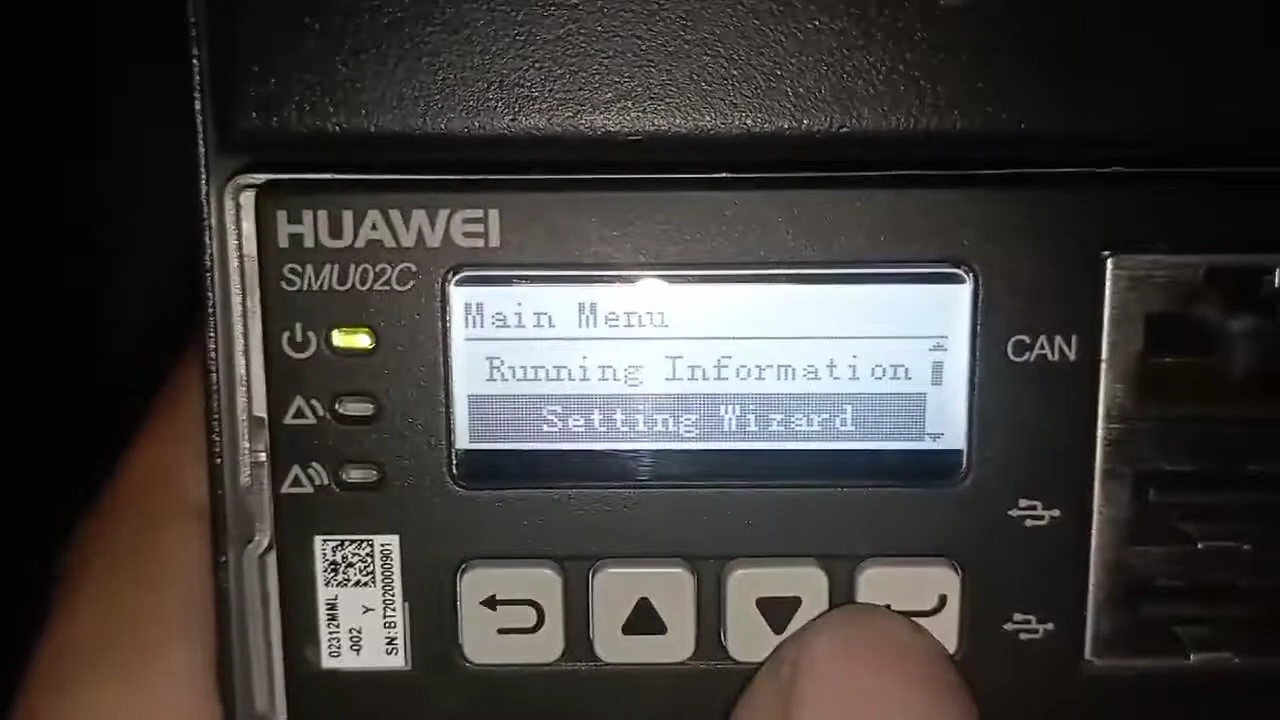 HUAWEI
SMU02C
Main Menu
Running Information
Setting Wizard
CAN
02312MML
-002 Y
SN:BT2020000901